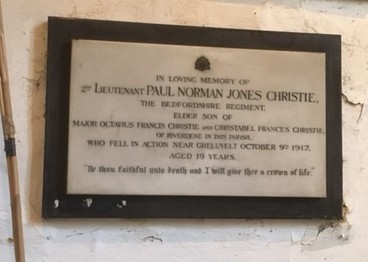 IN LOVING MEMORY OF
2ND LIEUTENANT PAUL NORMAN JONES CHRISTIE,
THE BEDFORDSHIRE REGIMENT,
ELDER SON OF
MAJOR OCTAVIUS FRANCIS CHRISTIE AND CHRISTABEL FRANCES CHRISTIE,
OF RIVERDENE IN THIS PARISH,
WHO FELL IN ACTION NEAR GHELUVELT OCTOBER 9TH 1917,
AGED 19 YEARS.
"Be thou faithful unto death and I will give thee a crown of life."